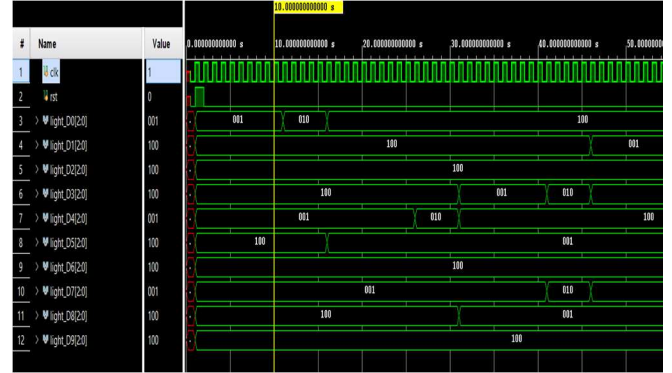 10.000000000000 s
# Name Value 0.000000000000 s 10.000000000000 s 20.000000000000 s 30.000000000000 s 40.000000000000 s 50.00000000
1 clk 1
2 rst 0
3 > light_D0[2:0] 001 001 010 100
4 > light_D1[2:0] 100 100 001
5 > light_D2[2:0] 100 100
6 > light_D3[2:0] 100 100 001 010
7 > light_D4[2:0] 001 001 010 100
8 > light_D5[2:0] 100 100 001
9 > light_D6[2:0] 100 100
10 > light_D7[2:0] 001 001 010
11 > light_D8[2:0] 100 100 001
12 > light_D9[2:0] 100 100